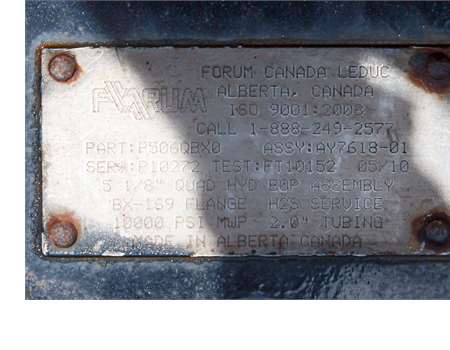 FORUM CANADA LEDUC
FORUM
ALBERTA, CANADA
ISO 9001:2008
CALL 1-888-249-2577
PART:P506QBX0 ASSY:AY7618-01
SER#:P10272 TEST:FT10152 05/10
5 1/8" QUAD HYD BOP ASSEMBLY
BX-169 FLANGE H2S SERVICE
10000 PSI MWP 2.0" TUBING
MADE IN ALBERTA CANADA